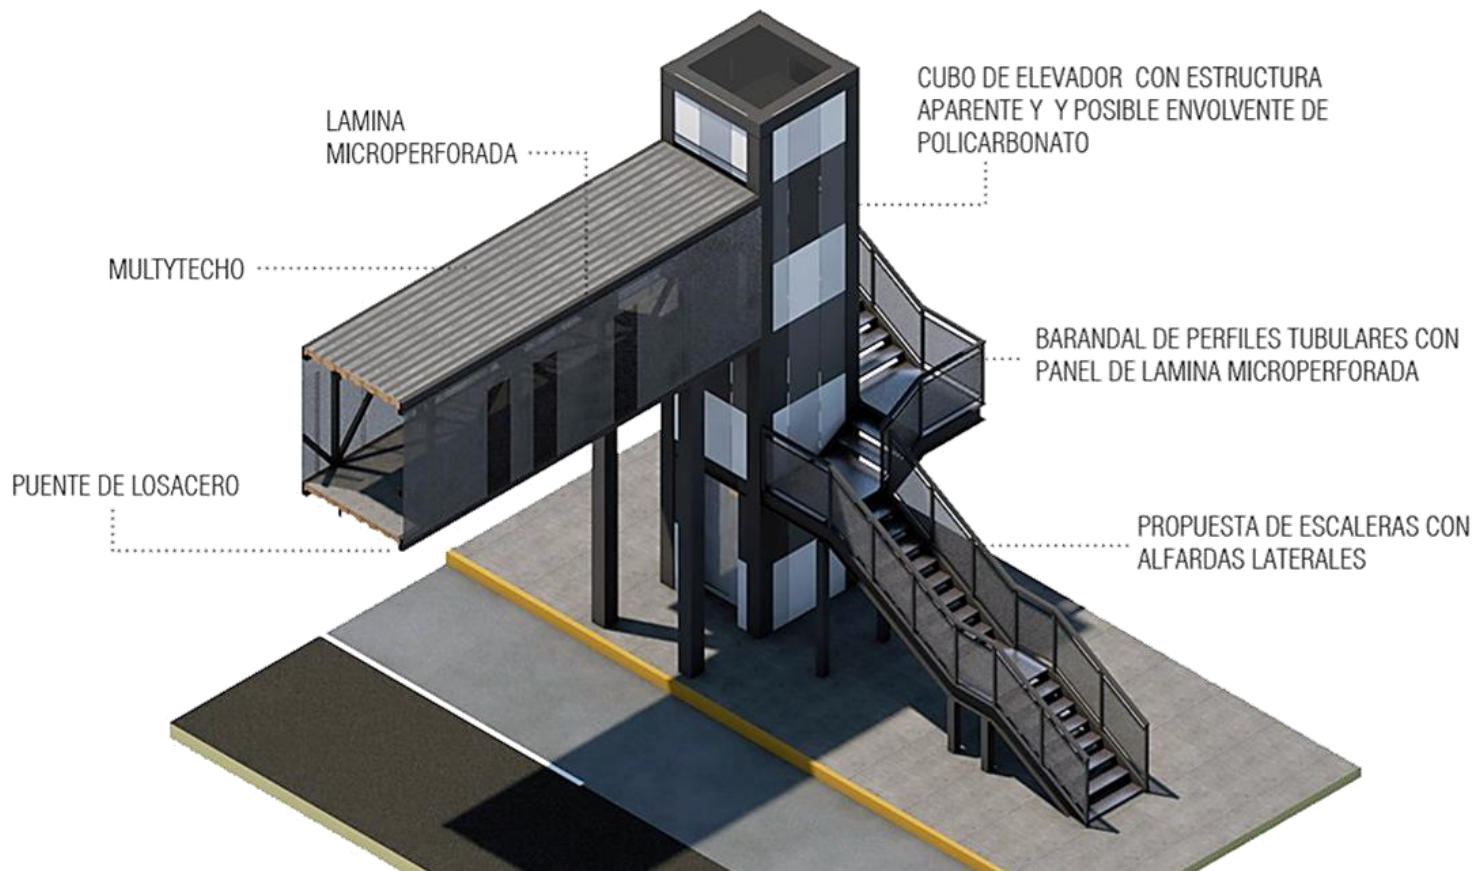 CUBO DE ELEVADOR CON ESTRUCTURA
APARENTE Y Y POSIBLE ENVOLVENTE DE
POLICARBONATO
LAMINA
MICROPERFORADA
MULTYTECHO
BARANDAL DE PERFILES TUBULARES CON
PANEL DE LAMINA MICROPERFORADA
PUENTE DE LOSACERO
PROPUESTA DE ESCALERAS CON
ALFARDAS LATERALES